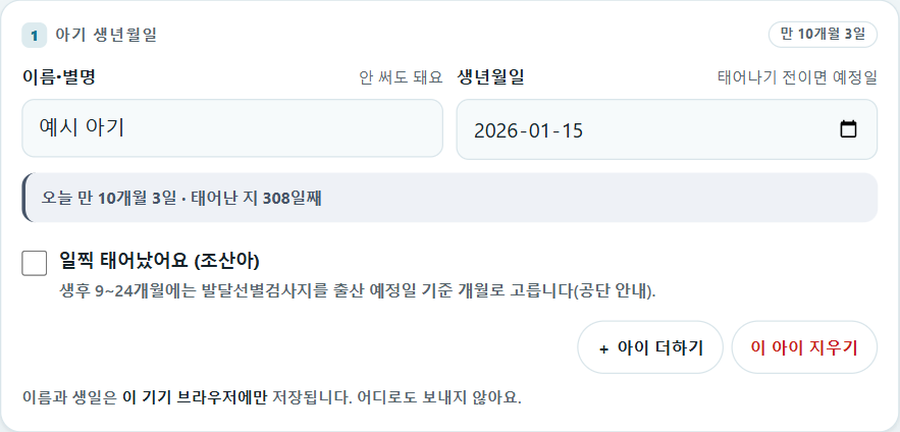 1 아기 생년월일 만 10개월 3일
이름·별명 안 써도 돼요 생년월일 태어나기 전이면 예정일
예시 아기 2026-01-15
오늘 만 10개월 3일 · 태어난 지 308일째
일찍 태어났어요 (조산아)
생후 9~24개월에는 발달선별검사지를 출산 예정일 기준 개월로 고릅니다(공단 안내).
+ 아이 더하기 이 아이 지우기
이름과 생일은 이 기기 브라우저에만 저장됩니다. 어디로도 보내지 않아요.